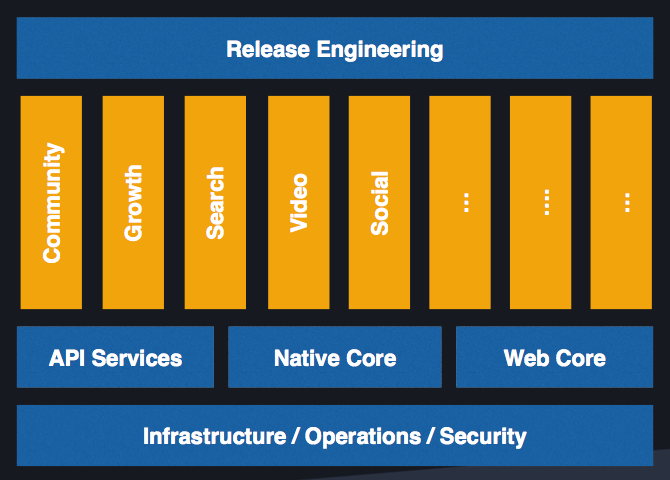 Release Engineering
Community
Growth
Search
Video
Social
...
....
...
API Services
Native Core
Web Core
Infrastructure / Operations / Security